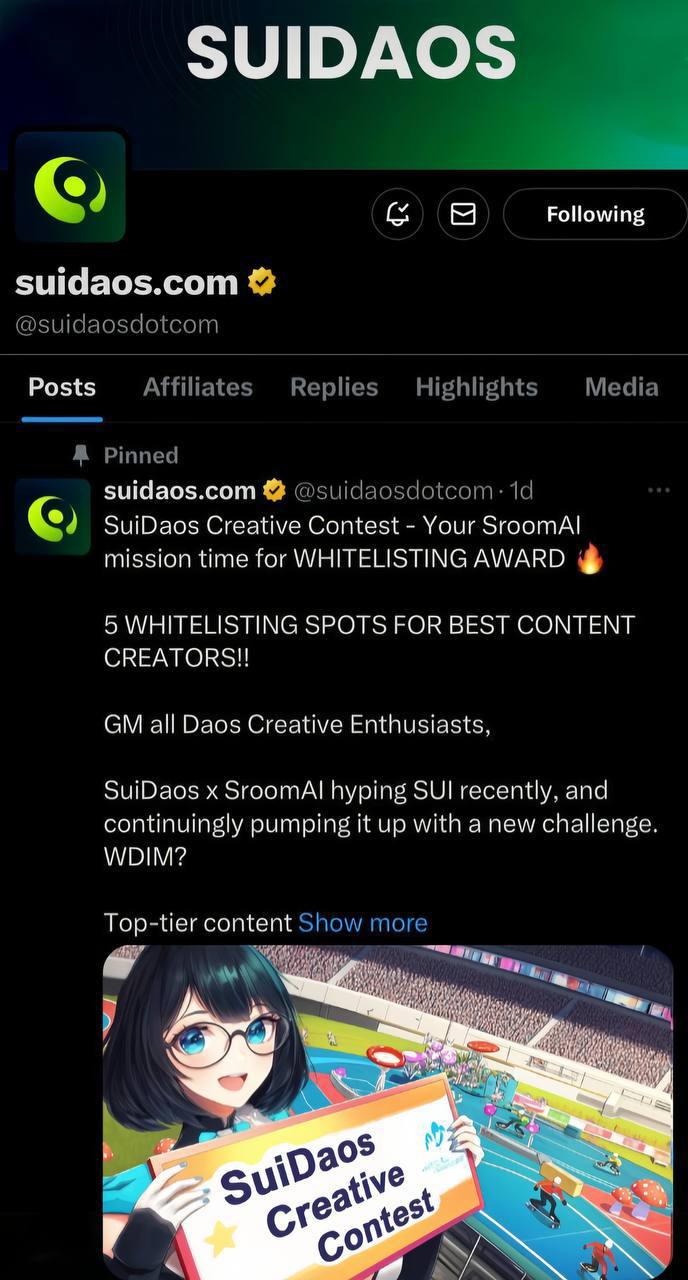 SUIDAOS
Following
suidaos.com
@suidaosdotcom
Posts Affiliates Replies Highlights Media
Pinned
suidaos.com @suidaosdotcom · 1d
SuiDaos Creative Contest - Your SroomAI
mission time for WHITELISTING AWARD 🔥
5 WHITELISTING SPOTS FOR BEST CONTENT
CREATORS!!
GM all Daos Creative Enthusiasts,
SuiDaos x SroomAI hyping SUI recently, and
continuingly pumping it up with a new challenge.
WDIM?
Top-tier content Show more
SuiDaos
Creative
Contest